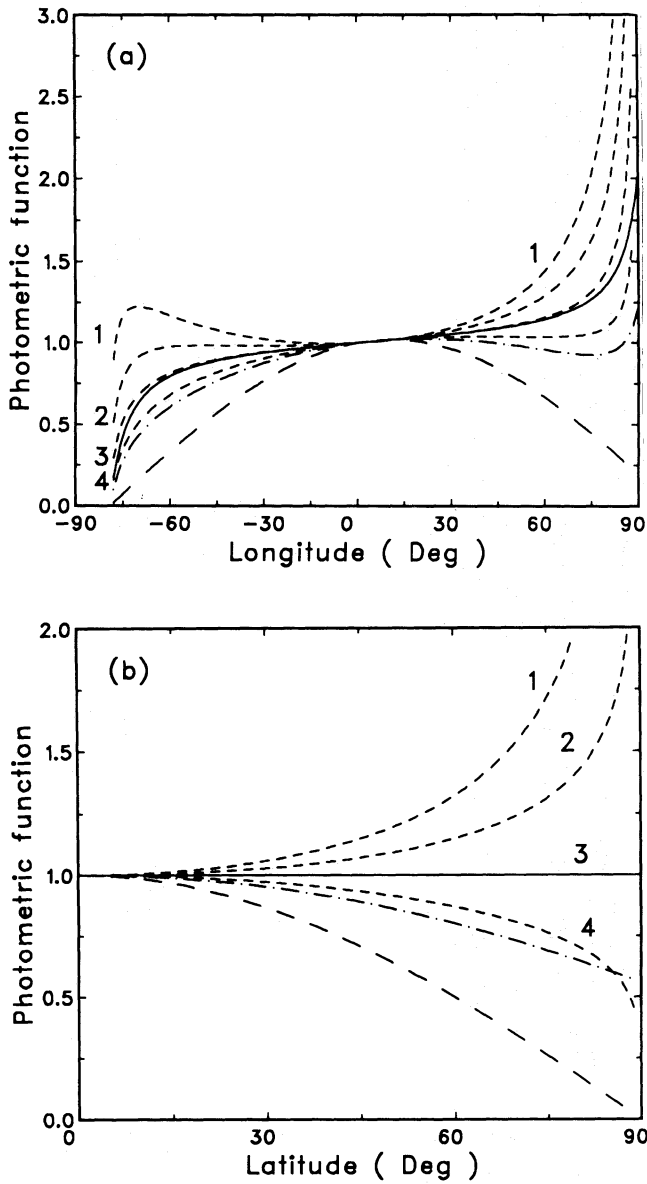 (a)
Photometric function
3.0
2.5
2.0
1.5
1.0
0.5
0.0
1
1
2
3
4
−90 −60 −30 0 30 60 90
Longitude ( Deg )
(b)
Photometric function
2.0
1.5
1.0
0.5
0.0
1
2
3
4
0 30 60 90
Latitude ( Deg )